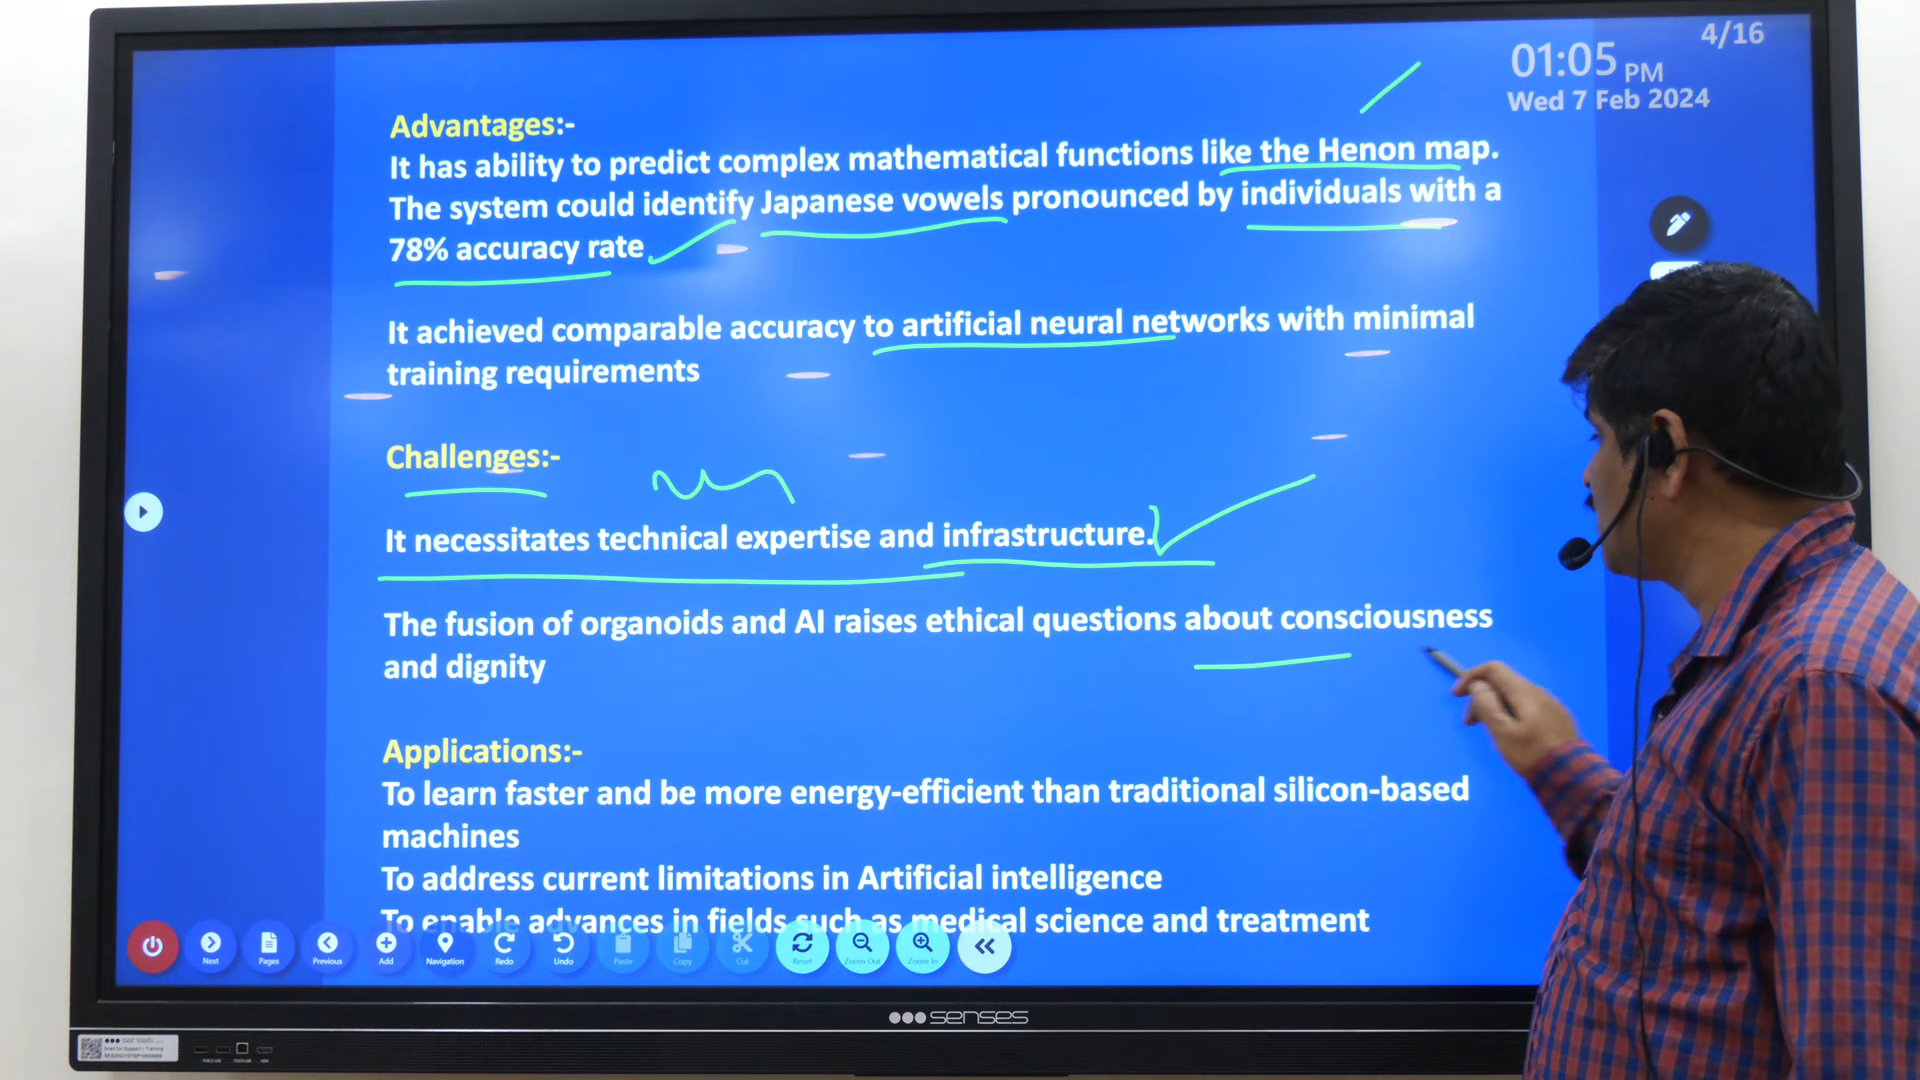 4/16
01:05 PM
Wed 7 Feb 2024
Advantages:-
It has ability to predict complex mathematical functions like the Henon map.
The system could identify Japanese vowels pronounced by individuals with a
78% accuracy rate
It achieved comparable accuracy to artificial neural networks with minimal
training requirements
Challenges:-
It necessitates technical expertise and infrastructure.
The fusion of organoids and AI raises ethical questions about consciousness
and dignity
Applications:-
To learn faster and be more energy-efficient than traditional silicon-based
machines
To address current limitations in Artificial intelligence
To enable advances in fields such as medical science and treatment
Next Pages Previous Add Navigation Redo Undo Paste Copy Cut Reset Zoom Out Zoom In
senses